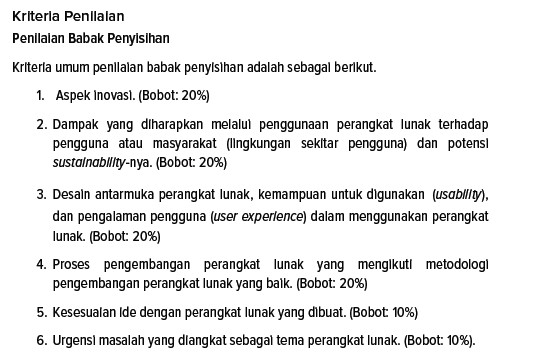 Kriteria Penilaian
Penilaian Babak Penyisihan
Kriteria umum penilaian babak penyisihan adalah sebagai berikut.
1. Aspek inovasi. (Bobot: 20%)
2. Dampak yang diharapkan melalui penggunaan perangkat lunak terhadap
pengguna atau masyarakat (lingkungan sekitar pengguna) dan potensi
sustainability-nya. (Bobot: 20%)
3. Desain antarmuka perangkat lunak, kemampuan untuk digunakan (usability),
dan pengalaman pengguna (user experience) dalam menggunakan perangkat
lunak. (Bobot: 20%)
4. Proses pengembangan perangkat lunak yang mengikuti metodologi
pengembangan perangkat lunak yang baik. (Bobot: 20%)
5. Kesesuaian ide dengan perangkat lunak yang dibuat. (Bobot: 10%)
6. Urgensi masalah yang diangkat sebagai tema perangkat lunak. (Bobot: 10%).